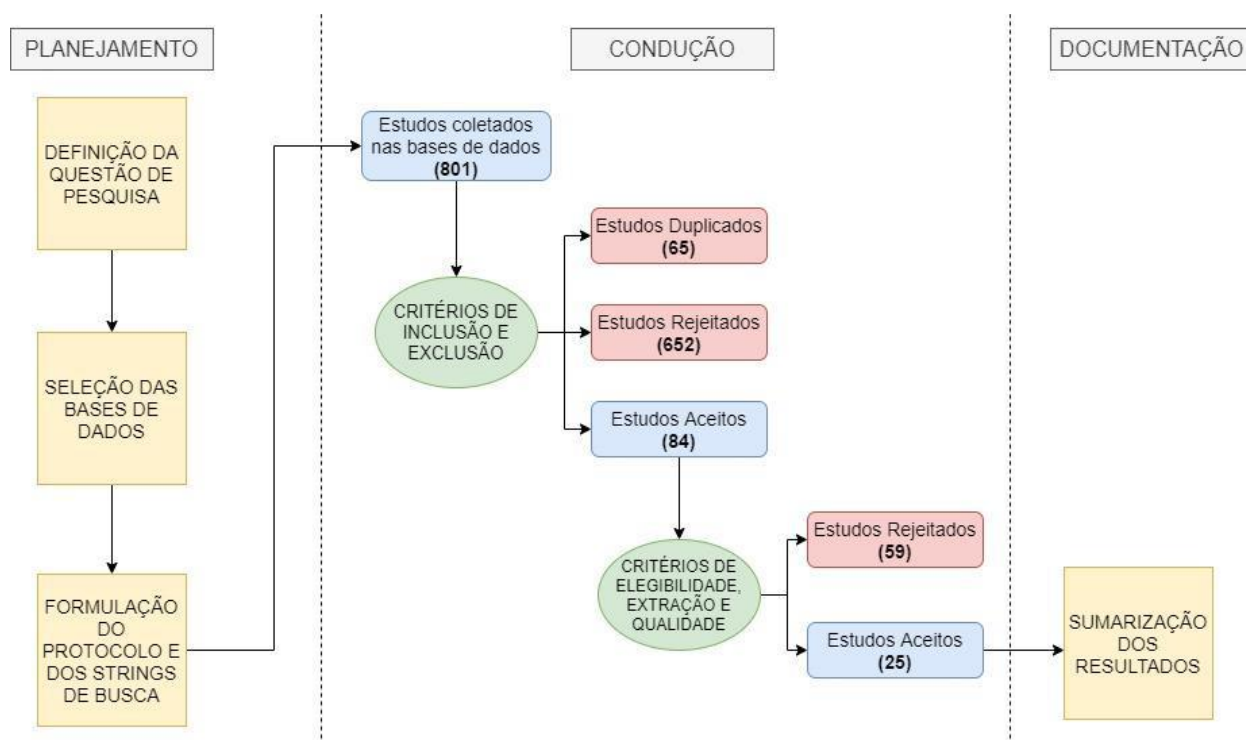 PLANEJAMENTO
DEFINIÇÃO DA
QUESTÃO DE
PESQUISA
SELEÇÃO DAS
BASES DE
DADOS
FORMULAÇÃO
DO
PROTOCOLO E
DOS STRINGS
DE BUSCA
CONDUÇÃO
Estudos coletados
nas bases de dados
(801)
CRITÉRIOS DE
INCLUSÃO E
EXCLUSÃO
Estudos Duplicados
(65)
Estudos Rejeitados
(652)
Estudos Aceitos
(84)
CRITÉRIOS DE
ELEGIBILIDADE,
EXTRAÇÃO E
QUALIDADE
Estudos Rejeitados
(59)
Estudos Aceitos
(25)
DOCUMENTAÇÃO
SUMARIZAÇÃO
DOS
RESULTADOS